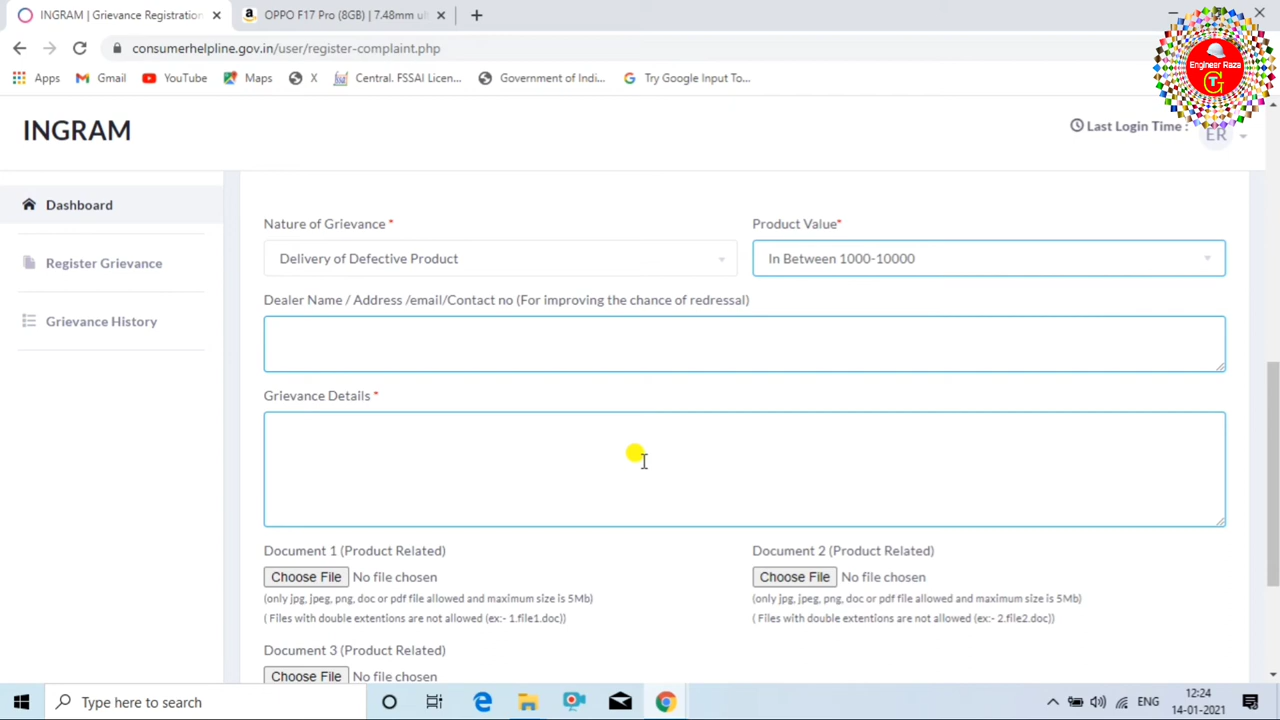 INGRAM | Grievance Registration
OPPO F17 Pro (8GB) | 7.48mm ul
consumerhelpline.gov.in/user/register-complaint.php
Apps
Gmail
YouTube
Maps
X
Central. FSSAI Licen...
Government of Indi...
Try Google Input To...
Engineer Raza
T
G
INGRAM
Last Login Time :
ER
Dashboard
Register Grievance
Grievance History
Nature of Grievance *
Product Value*
Delivery of Defective Product
In Between 1000-10000
Dealer Name / Address /email/Contact no (For improving the chance of redressal)
Grievance Details *
Document 1 (Product Related)
Document 2 (Product Related)
Choose File No file chosen
Choose File No file chosen
(only jpg, jpeg, png, doc or pdf file allowed and maximum size is 5Mb)
(only jpg, jpeg, png, doc or pdf file allowed and maximum size is 5Mb)
( Files with double extentions are not allowed (ex:- 1.file1.doc))
( Files with double extentions are not allowed (ex:- 2.file2.doc))
Document 3 (Product Related)
Choose File No file chosen
Type here to search
ENG
12:24
14-01-2021